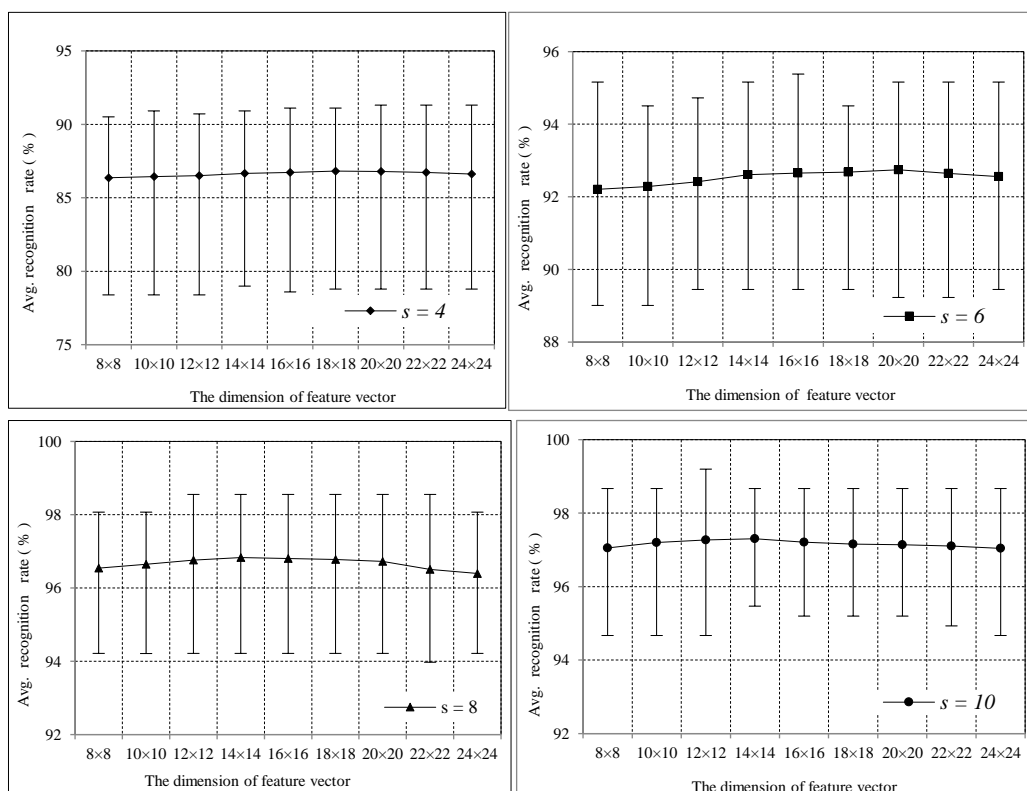 95
90
85
80
75
Avg. recognition rate ( % )
s = 4
8×8 10×10 12×12 14×14 16×16 18×18 20×20 22×22 24×24
The dimension of feature vector
96
94
92
90
88
Avg. recognition rate ( % )
s = 6
8×8 10×10 12×12 14×14 16×16 18×18 20×20 22×22 24×24
The dimension of feature vector
100
98
96
94
92
Avg. recognition rate ( % )
s = 8
8×8 10×10 12×12 14×14 16×16 18×18 20×20 22×22 24×24
The dimension of feature vector
100
98
96
94
92
Avg. recognition rate ( % )
s = 10
8×8 10×10 12×12 14×14 16×16 18×18 20×20 22×22 24×24
The dimension of feature vector